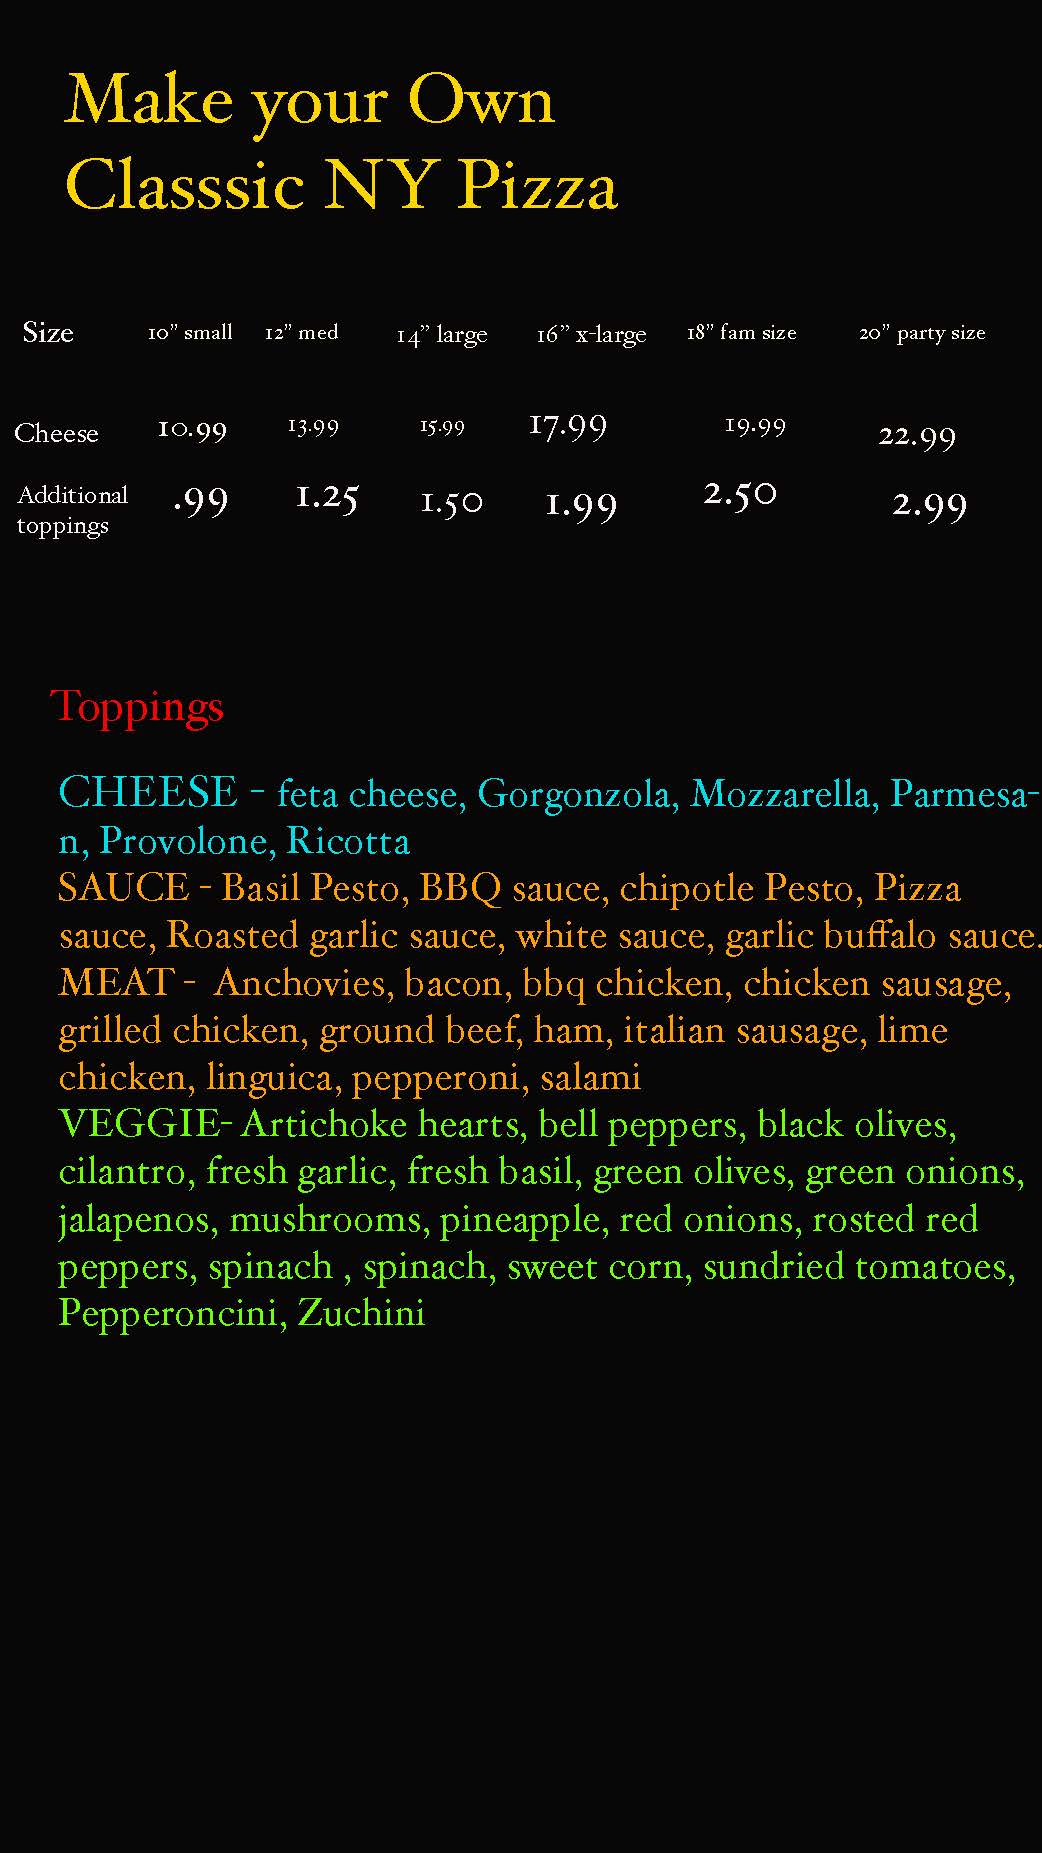 Make your Own
Classsic NY Pizza
Size 10” small 12” med 14” large 16” x-large 18” fam size 20” party size
Cheese 10.99 13.99 15.99 17.99 19.99 22.99
Additional toppings .99 1.25 1.50 1.99 2.50 2.99
Toppings
CHEESE - feta cheese, Gorgonzola, Mozzarella, Parmesa-
n, Provolone, Ricotta
SAUCE - Basil Pesto, BBQ sauce, chipotle Pesto, Pizza
sauce, Roasted garlic sauce, white sauce, garlic buffalo sauce.
MEAT - Anchovies, bacon, bbq chicken, chicken sausage,
grilled chicken, ground beef, ham, italian sausage, lime
chicken, linguica, pepperoni, salami
VEGGIE- Artichoke hearts, bell peppers, black olives,
cilantro, fresh garlic, fresh basil, green olives, green onions,
jalapenos, mushrooms, pineapple, red onions, rosted red
peppers, spinach , spinach, sweet corn, sundried tomatoes,
Pepperoncini, Zuchini